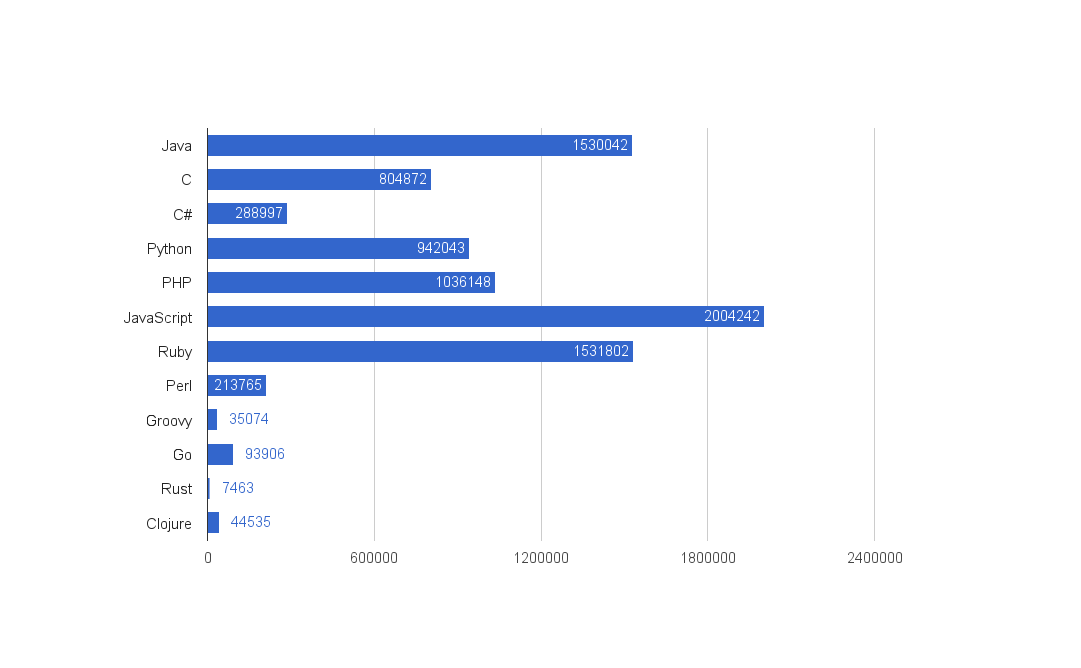 Java 1530042
C 804872
C# 288997
Python 942043
PHP 1036148
JavaScript 2004242
Ruby 1531802
Perl 213765
Groovy 35074
Go 93906
Rust 7463
Clojure 44535
0 600000 1200000 1800000 2400000